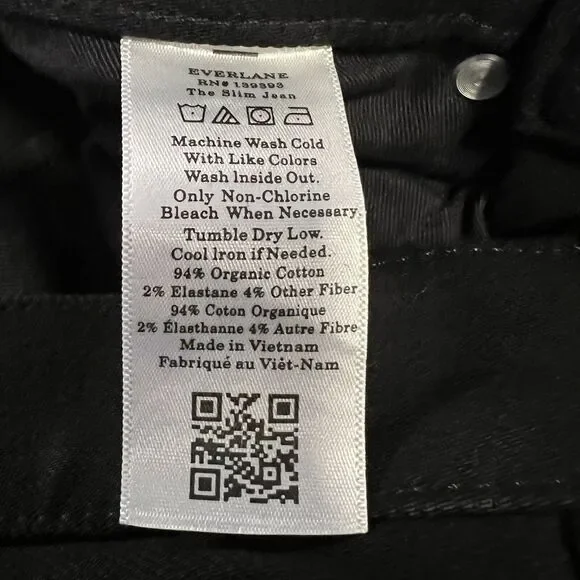 EVERLANE
RN# 139393
The Slim Jean
Machine Wash Cold
With Like Colors
Wash Inside Out.
Only Non-Chlorine
Bleach When Necessary.
Tumble Dry Low.
Cool Iron if Needed.
94% Organic Cotton
2% Elastane 4% Other Fiber
94% Coton Organique
2% Élasthanne 4% Autre Fibre
Made in Vietnam
Fabriqué au Viêt-Nam